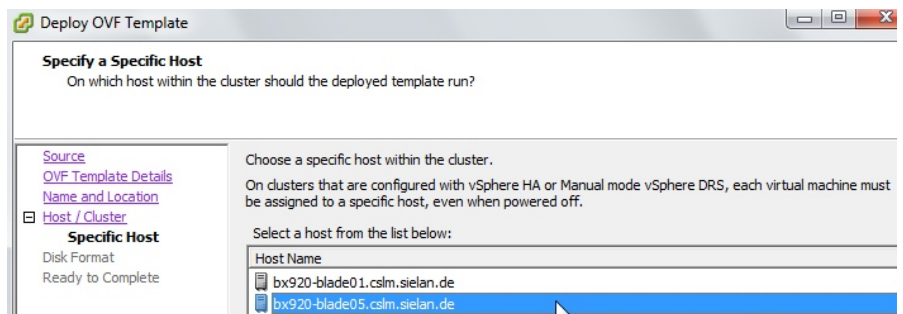 Deploy OVF Template
Specify a Specific Host
On which host within the cluster should the deployed template run?
Source
OVF Template Details
Name and Location
Host / Cluster
Specific Host
Disk Format
Ready to Complete
Choose a specific host within the cluster.
On clusters that are configured with vSphere HA or Manual mode vSphere DRS, each virtual machine must
be assigned to a specific host, even when powered off.
Select a host from the list below:
Host Name
bx920-blade01.cslm.sielan.de
bx920-blade05.cslm.sielan.de